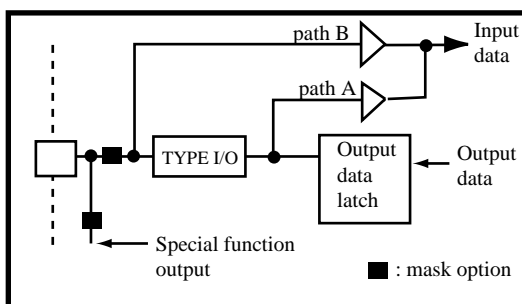 path B
Input
data
path A
TYPE I/O
Output
data
latch
Output
data
Special function
output
: mask option